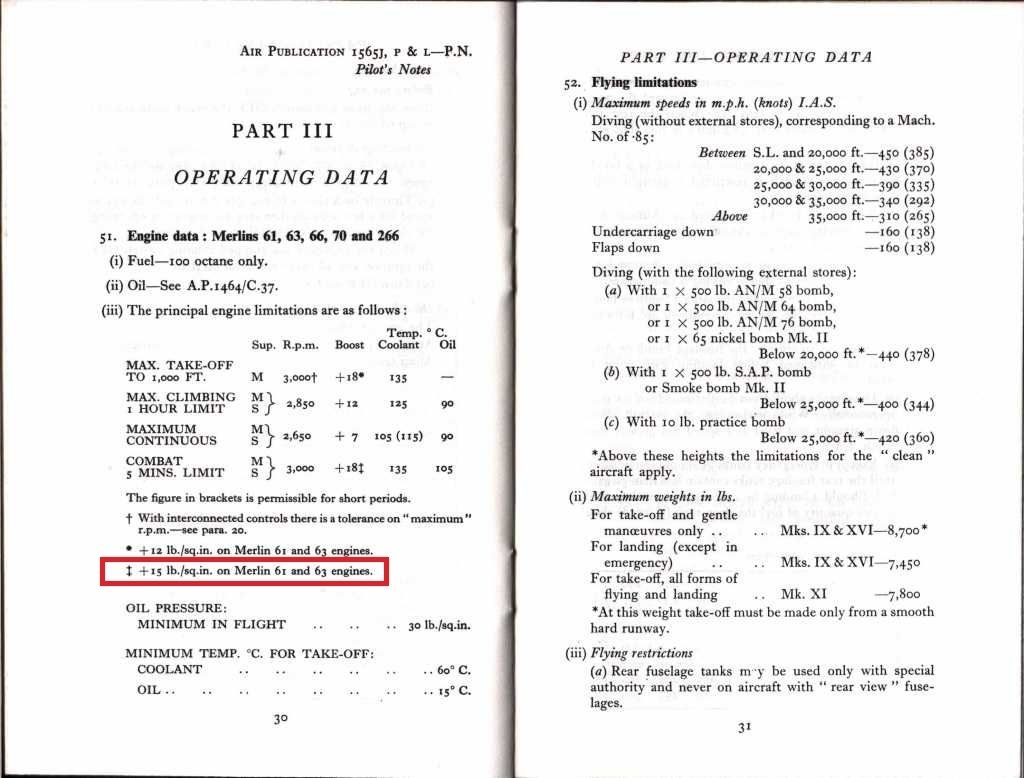 AIR PUBLICATION 1565J, P & L—P.N.
Pilot's Notes
PART III
OPERATING DATA
51. Engine data : Merlins 61, 63, 66, 70 and 266
(i) Fuel—100 octane only.
(ii) Oil—See A.P.1464/C.37.
(iii) The principal engine limitations are as follows :
Temp. ° C.
Sup. R.p.m. Boost Coolant Oil
MAX. TAKE-OFF
TO 1,000 FT. M 3,000† +18* 135 —
MAX. CLIMBING M
1 HOUR LIMIT S } 2,850 +12 125 90
MAXIMUM M
CONTINUOUS S } 2,650 + 7 105 (115) 90
COMBAT M
5 MINS. LIMIT S } 3,000 +18‡ 135 105
The figure in brackets is permissible for short periods.
† With interconnected controls there is a tolerance on "maximum"
r.p.m.—see para. 20.
* +12 lb./sq.in. on Merlin 61 and 63 engines.
‡ +15 lb./sq.in. on Merlin 61 and 63 engines.
OIL PRESSURE:
MINIMUM IN FLIGHT .. .. .. 30 lb./sq.in.
MINIMUM TEMP. °C. FOR TAKE-OFF:
COOLANT .. .. .. .. .. .. 60° C.
OIL .. .. .. .. .. .. .. .. 15° C.
30
PART III—OPERATING DATA
52. Flying limitations
(i) Maximum speeds in m.p.h. (knots) I.A.S.
Diving (without external stores), corresponding to a Mach.
No. of ·85:
Between S.L. and 20,000 ft.—450 (385)
20,000 & 25,000 ft.—430 (370)
25,000 & 30,000 ft.—390 (335)
30,000 & 35,000 ft.—340 (292)
Above 35,000 ft.—310 (265)
Undercarriage down —160 (138)
Flaps down —160 (138)
Diving (with the following external stores):
(a) With 1 × 500 lb. AN/M 58 bomb,
or 1 × 500 lb. AN/M 64 bomb,
or 1 × 500 lb. AN/M 76 bomb,
or 1 × 65 nickel bomb Mk. II
Below 20,000 ft.*—440 (378)
(b) With 1 × 500 lb. S.A.P. bomb
or Smoke bomb Mk. II
Below 25,000 ft.*—400 (344)
(c) With 10 lb. practice bomb
Below 25,000 ft.*—420 (360)
*Above these heights the limitations for the "clean"
aircraft apply.
(ii) Maximum weights in lbs.
For take-off and gentle
manœuvres only .. .. Mks. IX & XVI—8,700*
For landing (except in
emergency) .. .. Mks. IX & XVI—7,450
For take-off, all forms of
flying and landing .. Mk. XI —7,800
*At this weight take-off must be made only from a smooth
hard runway.
(iii) Flying restrictions
(a) Rear fuselage tanks may be used only with special
authority and never on aircraft with "rear view" fuse-
lages.
31